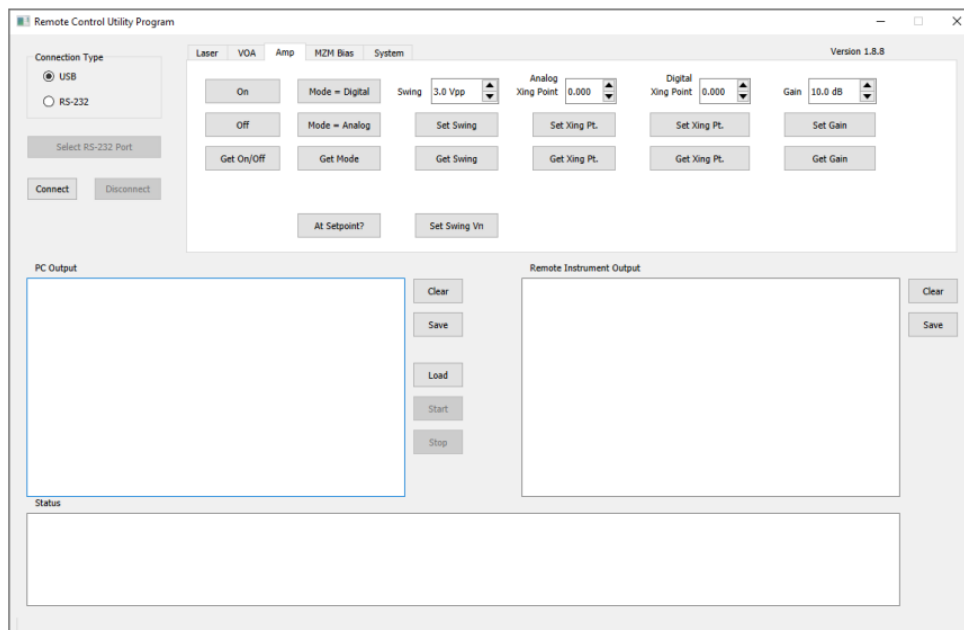 Remote Control Utility Program
Connection Type
USB
RS-232
Select RS-232 Port
Connect Disconnect
Laser VOA Amp MZM Bias System
Version 1.8.8
On Mode = Digital Swing 3.0 Vpp Analog Xing Point 0.000 Digital Xing Point 0.000 Gain 10.0 dB
Off Mode = Analog Set Swing Set Xing Pt. Set Xing Pt. Set Gain
Get On/Off Get Mode Get Swing Get Xing Pt. Get Xing Pt. Get Gain
At Setpoint? Set Swing Vn
PC Output
Clear
Save
Load
Start
Stop
Remote Instrument Output
Clear
Save
Status